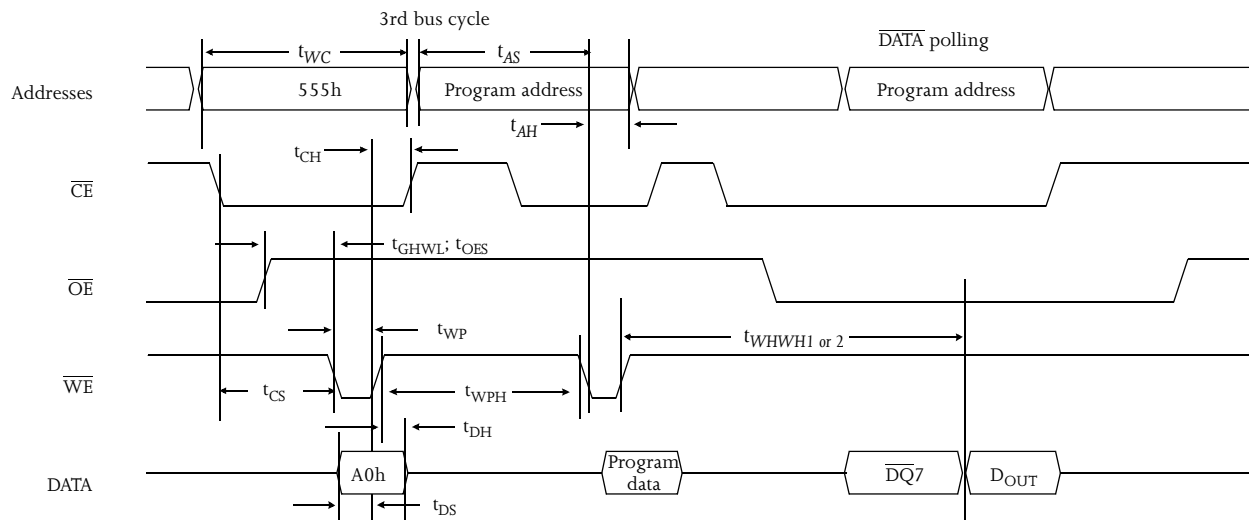 3rd bus cycle
tWC
tAS
DATA polling
Addresses
555h
Program address
Program address
tAH
tCH
CE
tGHWL; tOES
OE
tWP
tWHWH1 or 2
WE
tCS
tWPH
tDH
DATA
A0h
Program
data
DQ7
DOUT
tDS